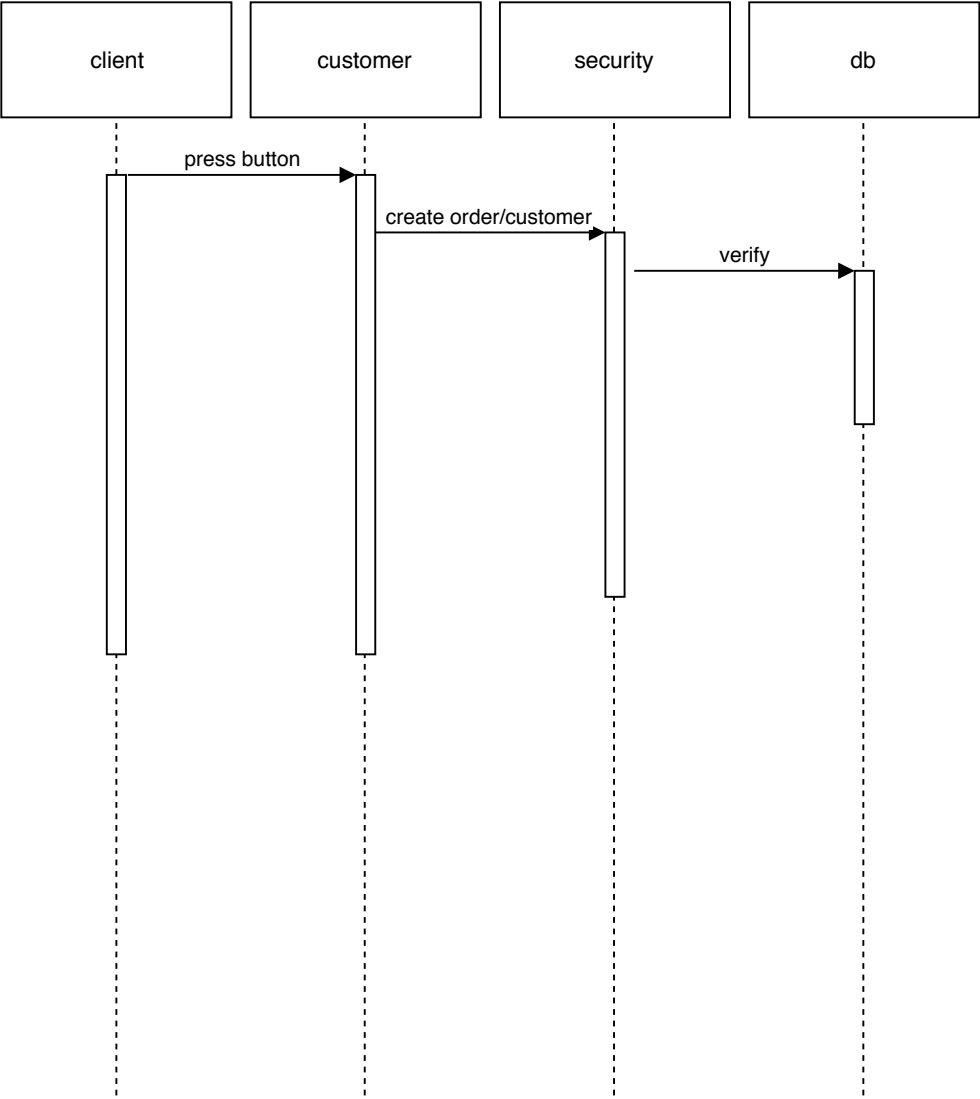 client
customer
security
db
press button
create order/customer
verify